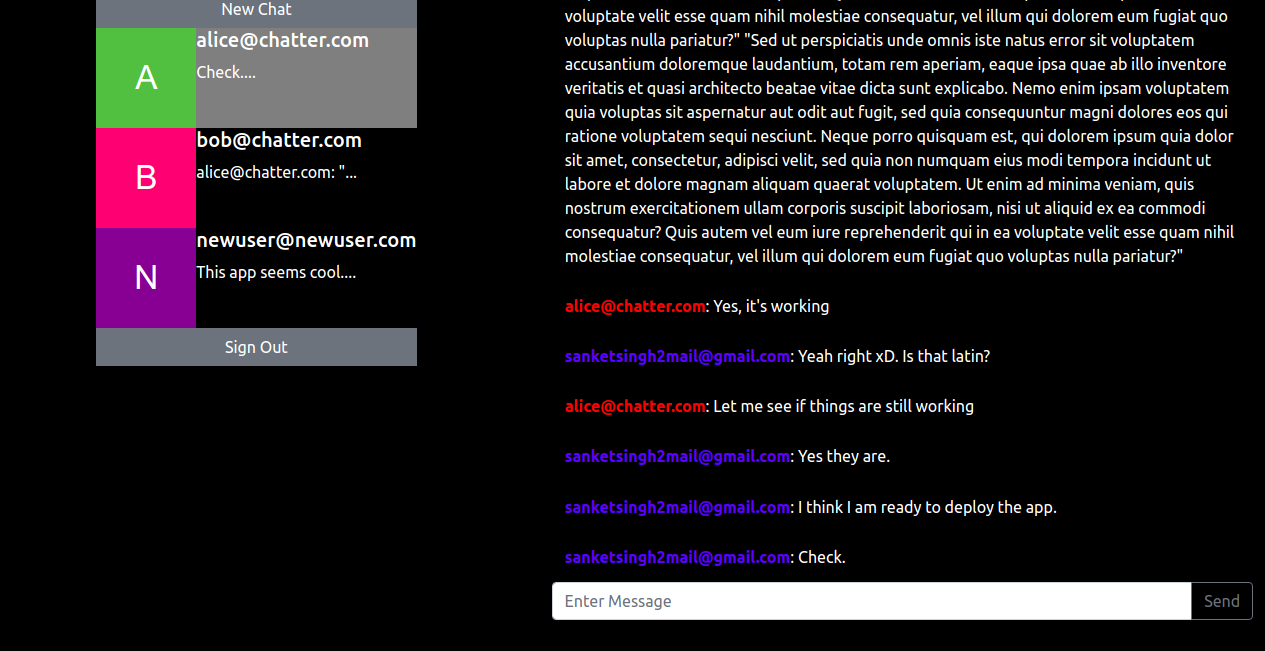 New Chat
A
alice@chatter.com
Check....
B
bob@chatter.com
alice@chatter.com: "...
N
newuser@newuser.com
This app seems cool....
Sign Out
voluptate velit esse quam nihil molestiae consequatur, vel illum qui dolorem eum fugiat quo
voluptas nulla pariatur?" "Sed ut perspiciatis unde omnis iste natus error sit voluptatem
accusantium doloremque laudantium, totam rem aperiam, eaque ipsa quae ab illo inventore
veritatis et quasi architecto beatae vitae dicta sunt explicabo. Nemo enim ipsam voluptatem
quia voluptas sit aspernatur aut odit aut fugit, sed quia consequuntur magni dolores eos qui
ratione voluptatem sequi nesciunt. Neque porro quisquam est, qui dolorem ipsum quia dolor
sit amet, consectetur, adipisci velit, sed quia non numquam eius modi tempora incidunt ut
labore et dolore magnam aliquam quaerat voluptatem. Ut enim ad minima veniam, quis
nostrum exercitationem ullam corporis suscipit laboriosam, nisi ut aliquid ex ea commodi
consequatur? Quis autem vel eum iure reprehenderit qui in ea voluptate velit esse quam nihil
molestiae consequatur, vel illum qui dolorem eum fugiat quo voluptas nulla pariatur?"
alice@chatter.com: Yes, it's working
sanketsingh2mail@gmail.com: Yeah right xD. Is that latin?
alice@chatter.com: Let me see if things are still working
sanketsingh2mail@gmail.com: Yes they are.
sanketsingh2mail@gmail.com: I think I am ready to deploy the app.
sanketsingh2mail@gmail.com: Check.
Enter Message
Send